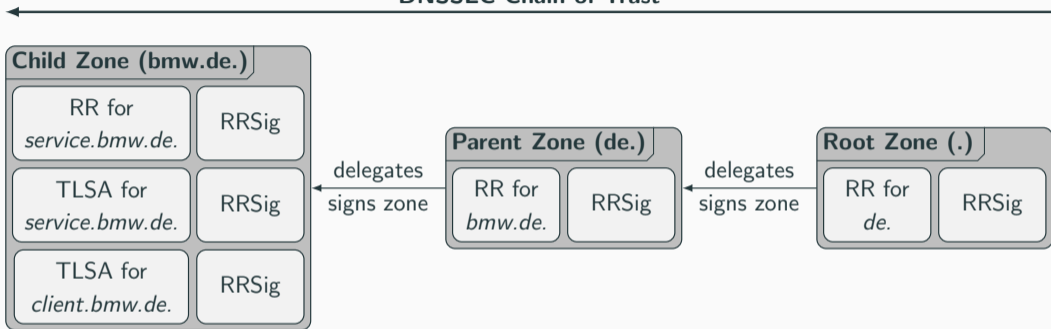 DNSSEC Chain of Trust
Child Zone (bmw.de.)
RR for
service.bmw.de.
RRSig
TLSA for
service.bmw.de.
RRSig
TLSA for
client.bmw.de.
RRSig
delegates
signs zone
Parent Zone (de.)
RR for
bmw.de.
RRSig
delegates
signs zone
Root Zone (.)
RR for
de.
RRSig